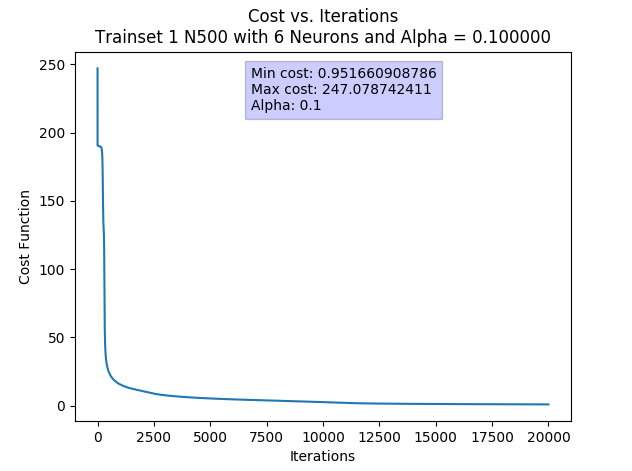 Cost vs. Iterations
Trainset 1 N500 with 6 Neurons and Alpha = 0.100000
Min cost: 0.951660908786
Max cost: 247.078742411
Alpha: 0.1
250
200
150
100
50
0
Cost Function
0 2500 5000 7500 10000 12500 15000 17500 20000
Iterations